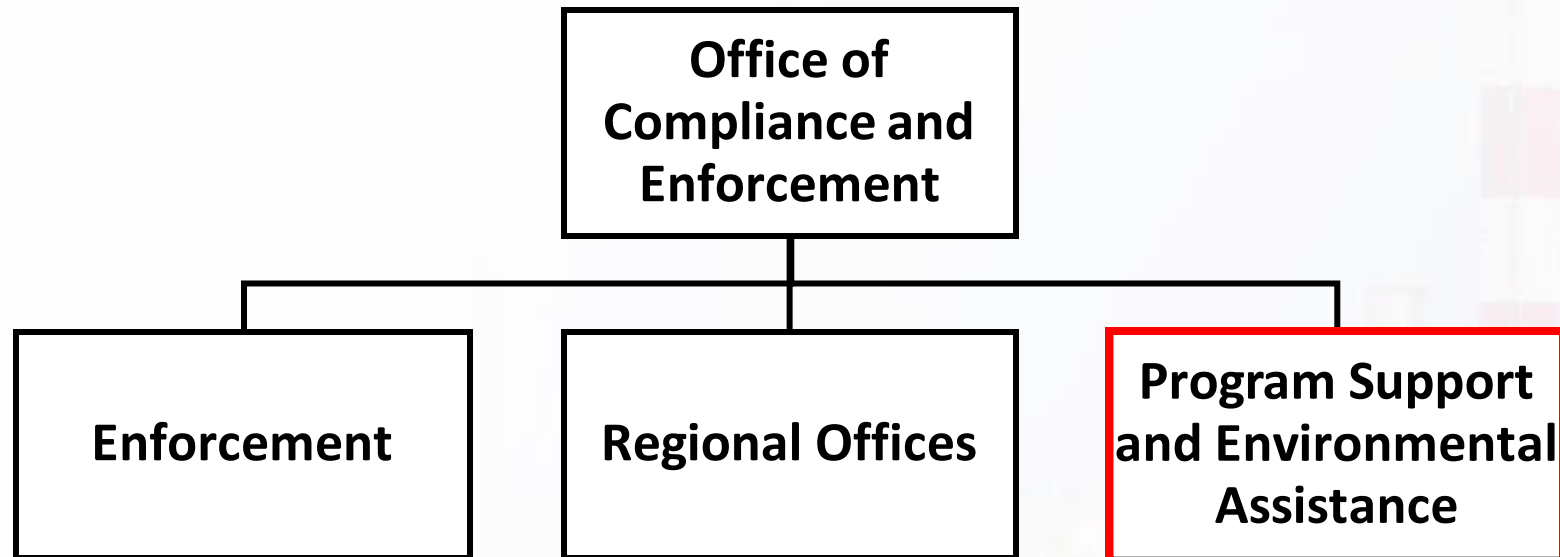 Office of
Compliance and
Enforcement
Enforcement
Regional Offices
Program Support
and Environmental
Assistance